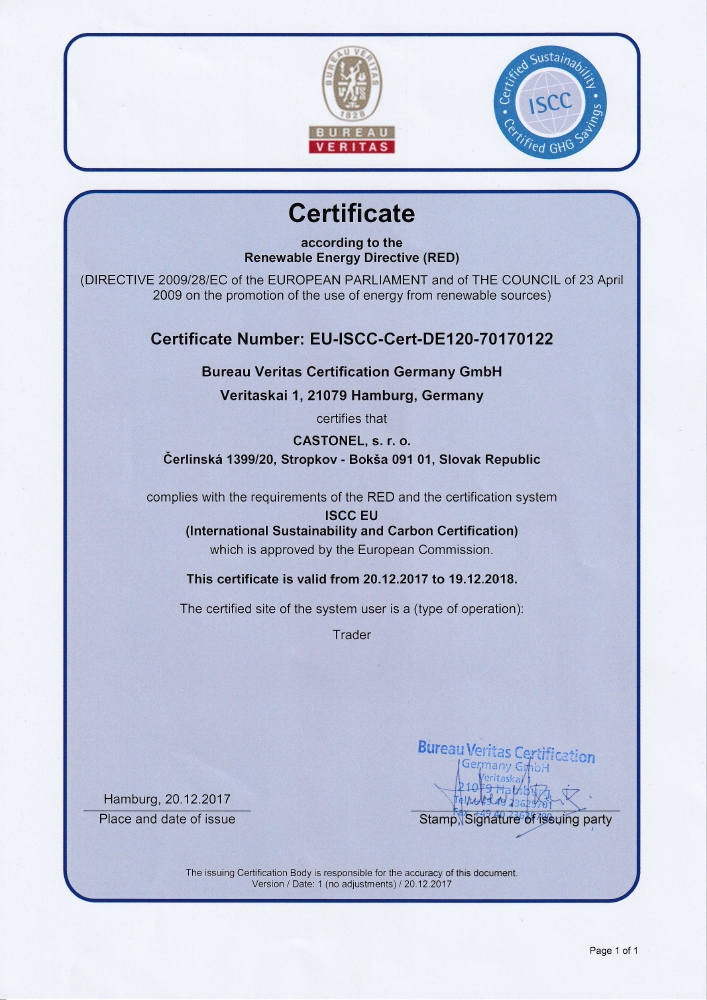 BUREAU VERITAS
1828
BUREAU
VERITAS
Certified Sustainability
ISCC
Certified GHG Savings
Certificate
according to the
Renewable Energy Directive (RED)
(DIRECTIVE 2009/28/EC of the EUROPEAN PARLIAMENT and of THE COUNCIL of 23 April
2009 on the promotion of the use of energy from renewable sources)
Certificate Number: EU-ISCC-Cert-DE120-70170122
Bureau Veritas Certification Germany GmbH
Veritaskai 1, 21079 Hamburg, Germany
certifies that
CASTONEL, s. r. o.
Čerlinská 1399/20, Stropkov - Bokša 091 01, Slovak Republic
complies with the requirements of the RED and the certification system
ISCC EU
(International Sustainability and Carbon Certification)
which is approved by the European Commission.
This certificate is valid from 20.12.2017 to 19.12.2018.
The certified site of the system user is a (type of operation):
Trader
Bureau Veritas Certification
Germany GmbH
Veritaskai 1
21079 Hamburg
Hamburg, 20.12.2017
Place and date of issue
Stamp, Signature of issuing party
The issuing Certification Body is responsible for the accuracy of this document.
Version / Date: 1 (no adjustments) / 20.12.2017
Page 1 of 1